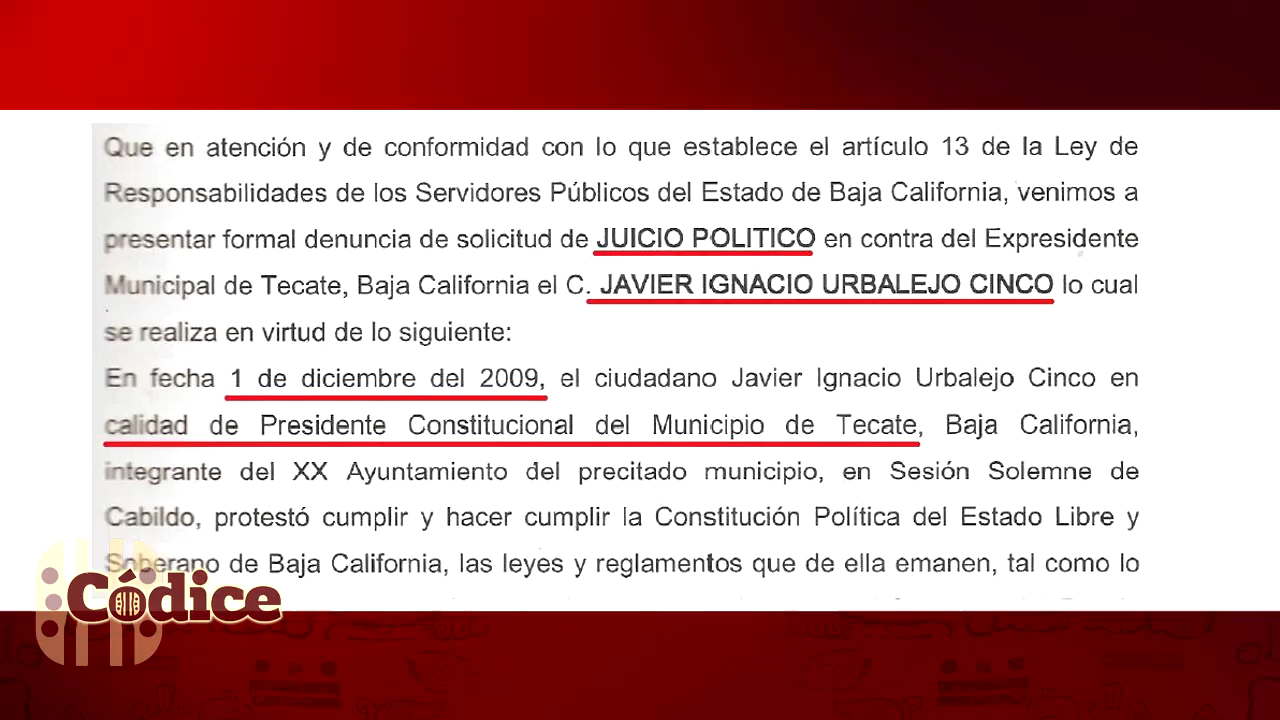 Que en atención y de conformidad con lo que establece el artículo 13 de la Ley de
Responsabilidades de los Servidores Públicos del Estado de Baja California, venimos a
presentar formal denuncia de solicitud de JUICIO POLITICO en contra del Expresidente
Municipal de Tecate, Baja California el C. JAVIER IGNACIO URBALEJO CINCO lo cual
se realiza en virtud de lo siguiente:
En fecha 1 de diciembre del 2009, el ciudadano Javier Ignacio Urbalejo Cinco en
calidad de Presidente Constitucional del Municipio de Tecate, Baja California,
integrante del XX Ayuntamiento del precitado municipio, en Sesión Solemne de
Cabildo, protestó cumplir y hacer cumplir la Constitución Política del Estado Libre y
Soberano de Baja California, las leyes y reglamentos que de ella emanen, tal como lo
Códice